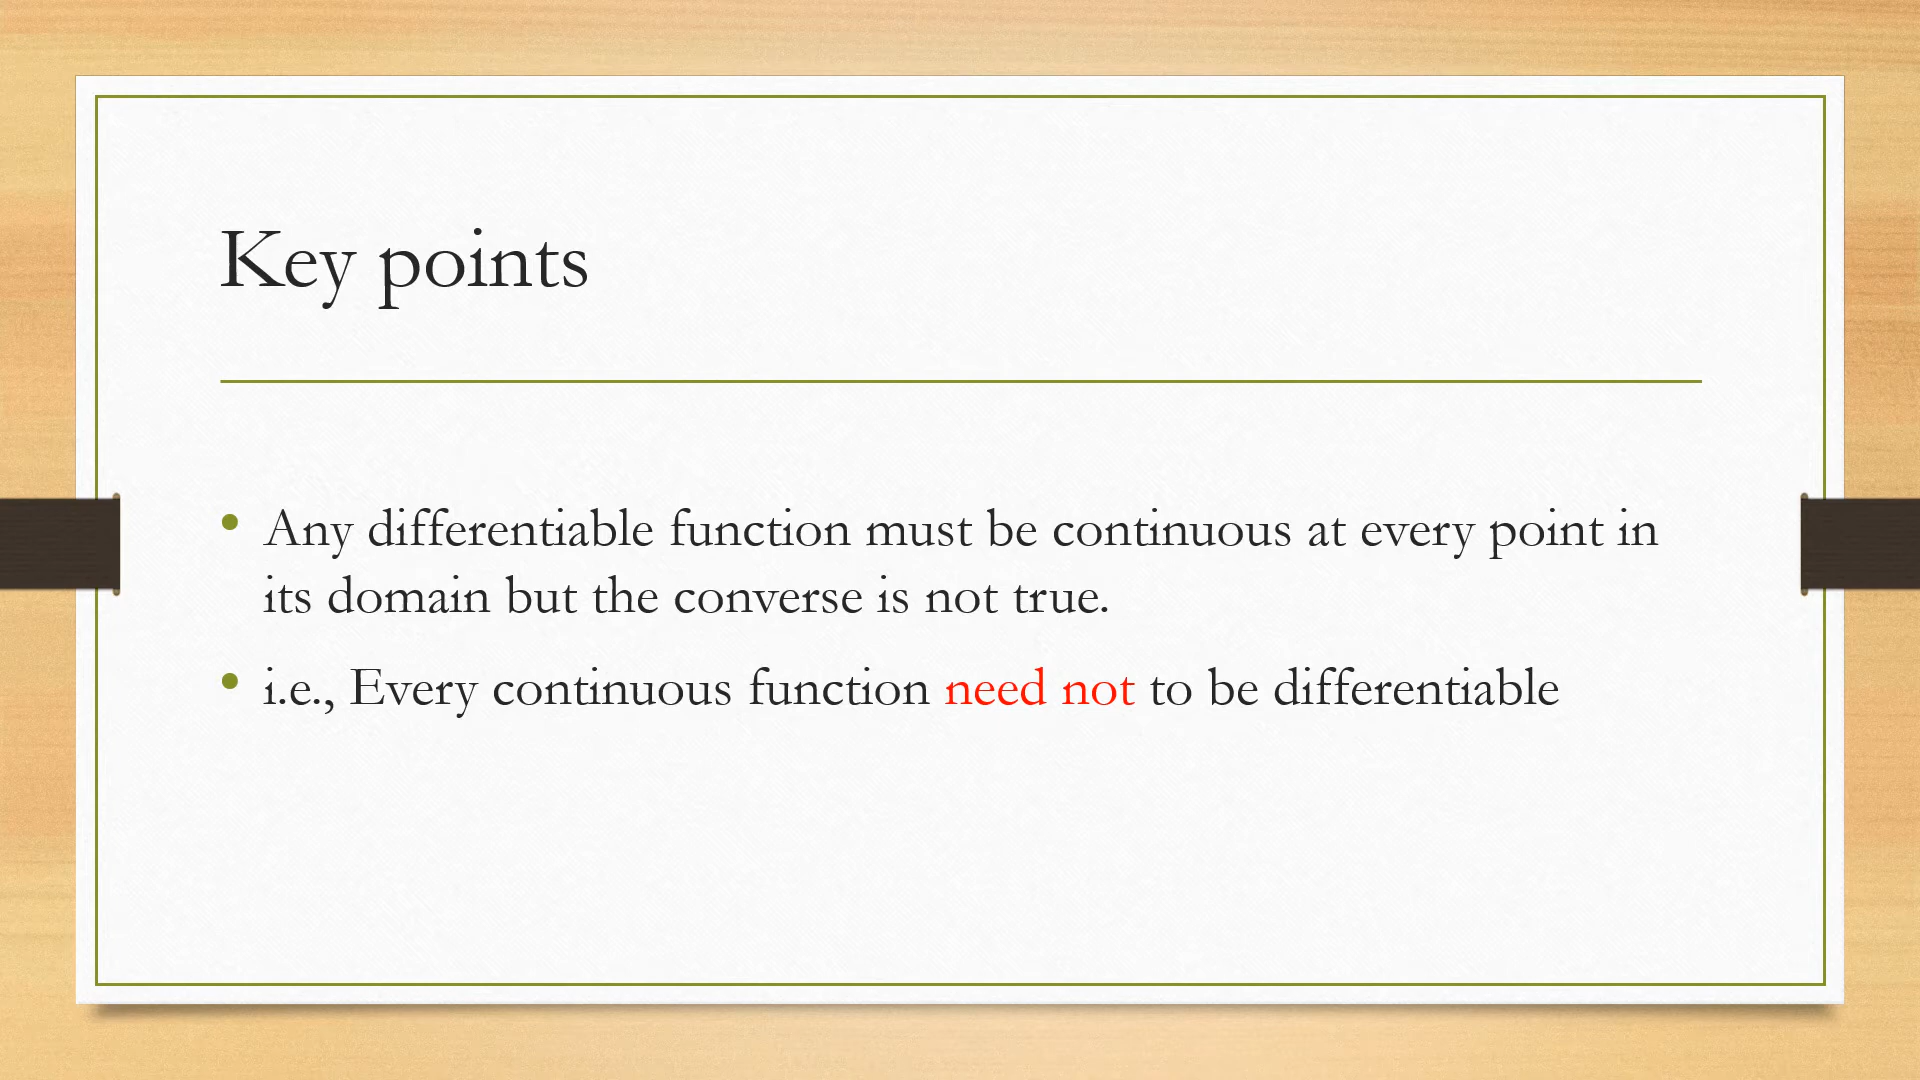 Key points
• Any differentiable function must be continuous at every point in
its domain but the converse is not true.
• i.e., Every continuous function need not to be differentiable